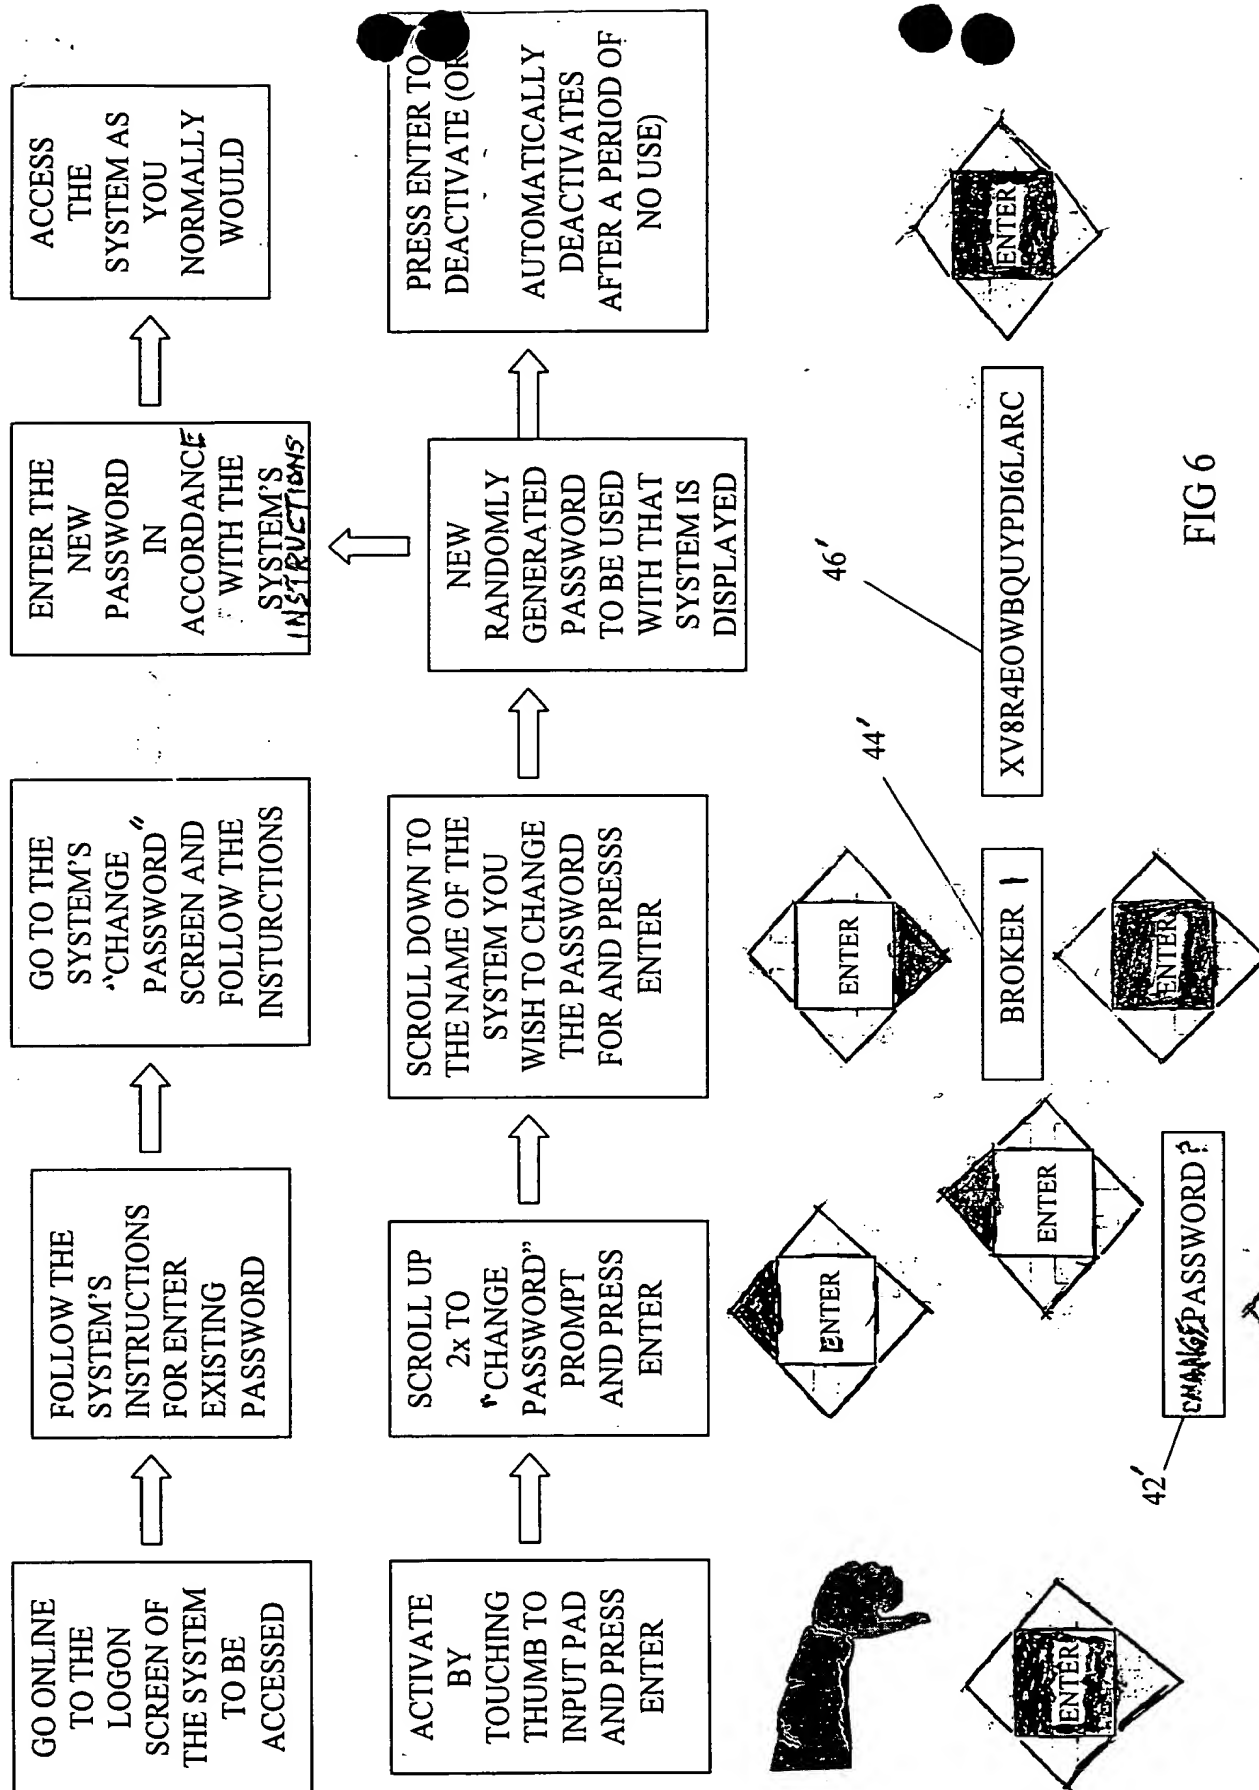 GO ONLINE
TO THE
LOGON
SCREEN OF
THE SYSTEM
TO BE
ACCESSED
FOLLOW THE
SYSTEM'S
INSTRUCTIONS
FOR ENTER
EXISTING
PASSWORD
GO TO THE
SYSTEM'S
"CHANGE
PASSWORD"
SCREEN AND
FOLLOW THE
INSTURCTIONS
ENTER THE
NEW
PASSWORD
IN
ACCORDANCE
WITH THE
SYSTEM'S
INSTRUCTIONS
ACCESS
THE
SYSTEM AS
YOU
NORMALLY
WOULD
ACTIVATE
BY
TOUCHING
THUMB TO
INPUT PAD
AND PRESS
ENTER
SCROLL UP
2x TO
"CHANGE
PASSWORD"
PROMPT
AND PRESS
ENTER
SCROLL DOWN TO
THE NAME OF THE
SYSTEM YOU
WISH TO CHANGE
THE PASSWORD
FOR AND PRESSS
ENTER
NEW
RANDOMLY
GENERATED
PASSWORD
TO BE USED
WITH THAT
SYSTEM IS
DISPLAYED
PRESS ENTER TO
DEACTIVATE (OR
AUTOMATICALLY
DEACTIVATES
AFTER A PERIOD OF
NO USE)
ENTER
ENTER
ENTER
42'
CHANGE PASSWORD?
ENTER
44'
BROKER 1
ENTER
46'
XV8R4EOWBQUYPDI6LARC
ENTER
FIG 6